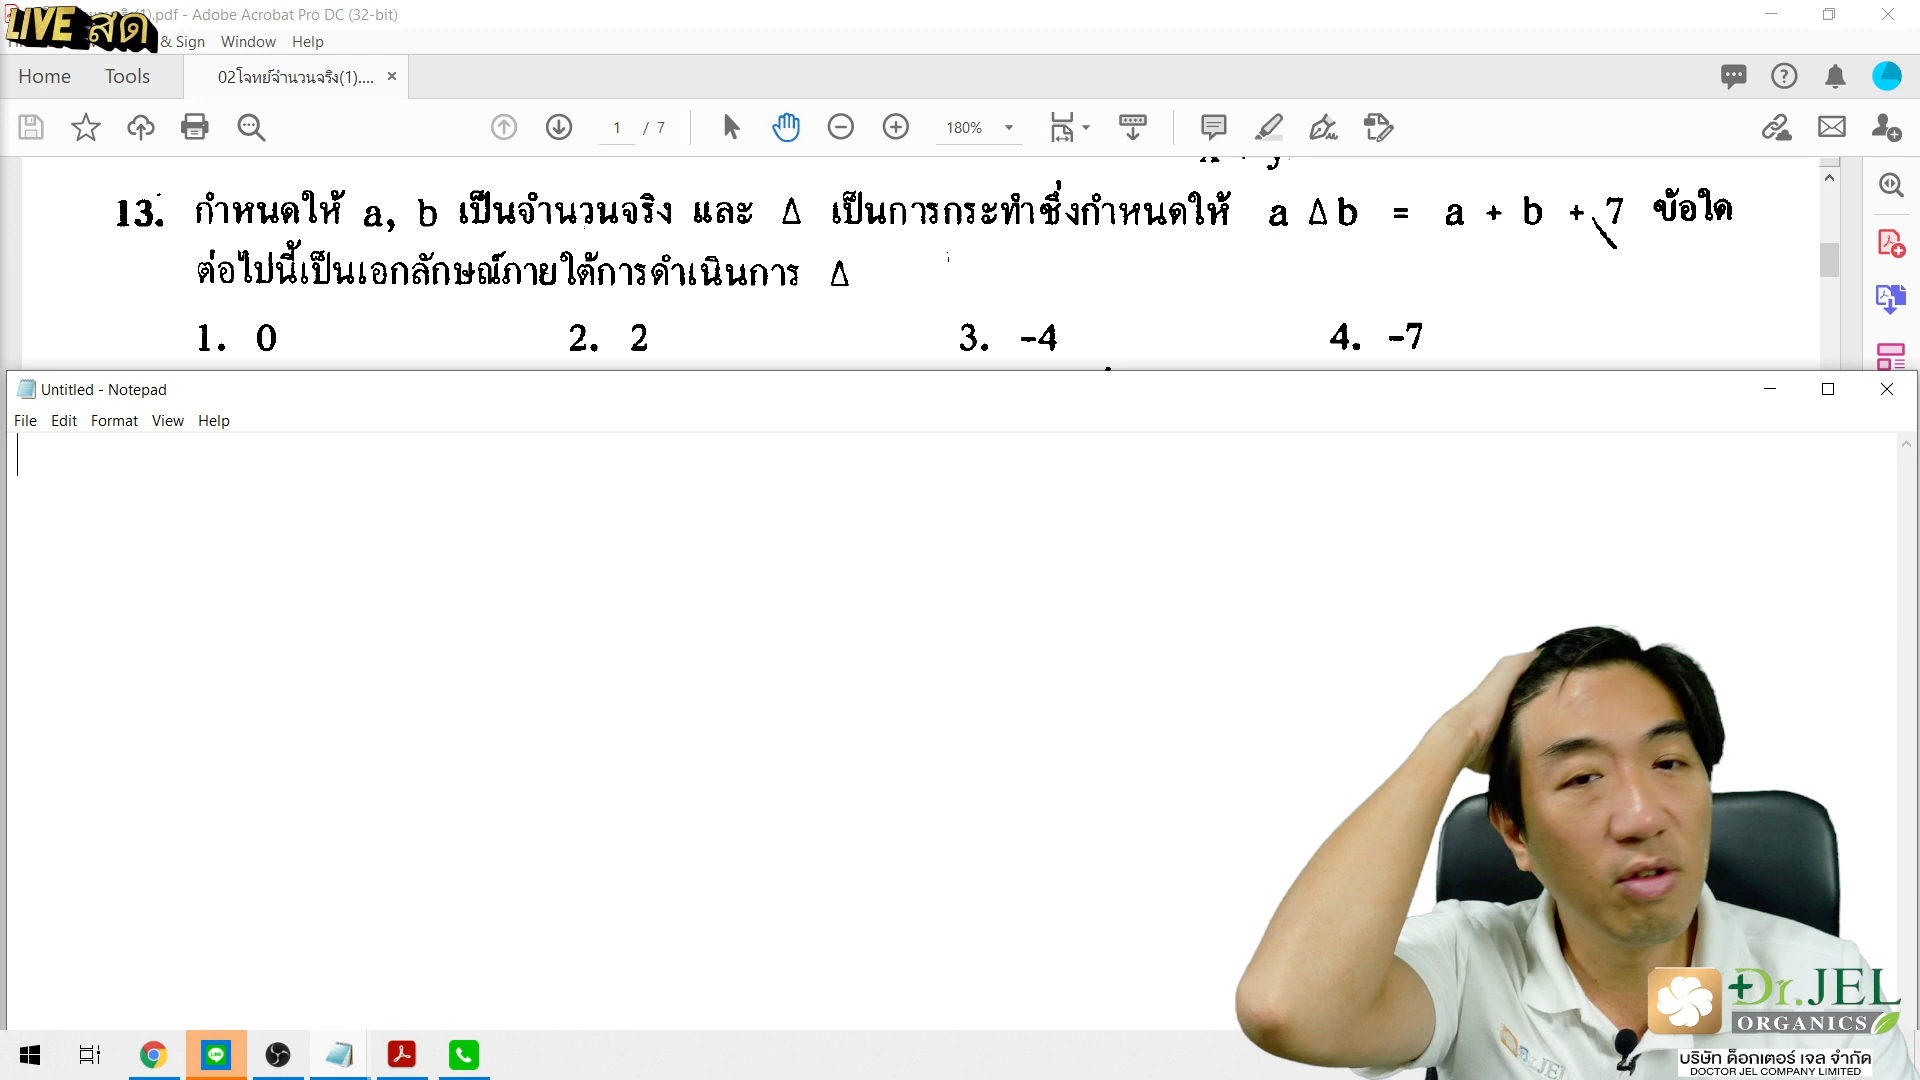 LIVE สด
(1).pdf - Adobe Acrobat Pro DC (32-bit)
& Sign Window Help
Home Tools 02โจทย์จำนวนจริง(1)....
1 / 7 180%
13. กำหนดให้ a, b เป็นจำนวนจริง และ Δ เป็นการกระทำซึ่งกำหนดให้ a Δ b = a + b + 7 ข้อใด
ต่อไปนี้เป็นเอกลักษณ์ภายใต้การดำเนินการ Δ
1. 0 2. 2 3. -4 4. -7
Untitled - Notepad
File Edit Format View Help
Dr.JEL
ORGANICS
บริษัท ด็อกเตอร์ เจล จำกัด
DOCTOR JEL COMPANY LIMITED